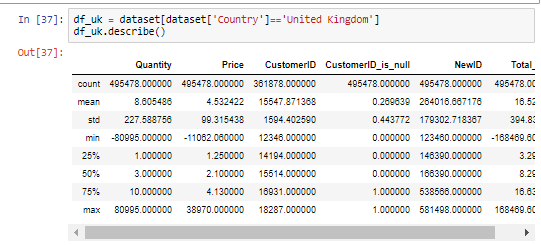 In [37]: df_uk = dataset[dataset['Country']=='United Kingdom']
df_uk.describe()
Out[37]:
Quantity Price CustomerID CustomerID_is_null NewID Total_
count 495478.000000 495478.000000 361878.000000 495478.000000 495478.000000 495478.00
mean 8.605486 4.532422 15547.871368 0.269639 264016.667176 16.52
std 227.588756 99.315438 1594.402590 0.443772 179302.718367 394.83
min -80995.000000 -11062.060000 12346.000000 0.000000 123460.000000 -168469.60
25% 1.000000 1.250000 14194.000000 0.000000 146390.000000 3.29
50% 3.000000 2.100000 15514.000000 0.000000 166390.000000 8.29
75% 10.000000 4.130000 16931.000000 1.000000 538566.000000 16.63
max 80995.000000 38970.000000 18287.000000 1.000000 581498.000000 168469.60